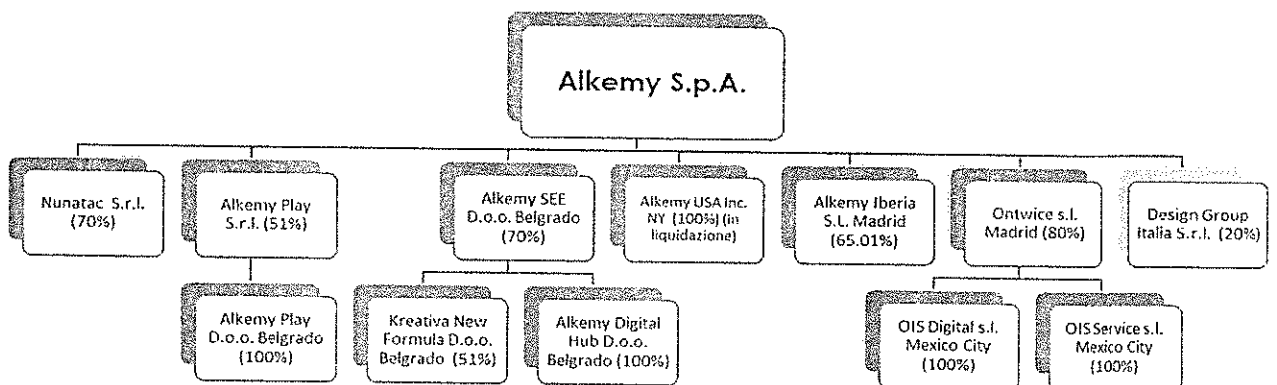 Alkemy S.p.A.
Nunatac S.r.l.
(70%)
Alkemy Play
S.r.l. (51%)
Alkemy SEE
D.o.o. Belgrado
(70%)
Alkemy USA Inc.
NY (100%) (in
liquidazione)
Alkemy Iberia
S.L. Madrid
(65.01%)
Ontwice s.l.
Madrid (80%)
Design Group
Italia S.r.l. (20%)
Alkemy Play
D.o.o. Belgrado
(100%)
Kreativa New
Formula D.o.o.
Belgrado (51%)
Alkemy Digital
Hub D.o.o.
Belgrado (100%)
OIS Digital s.l.
Mexico City
(100%)
OIS Service s.l.
Mexico City
(100%)